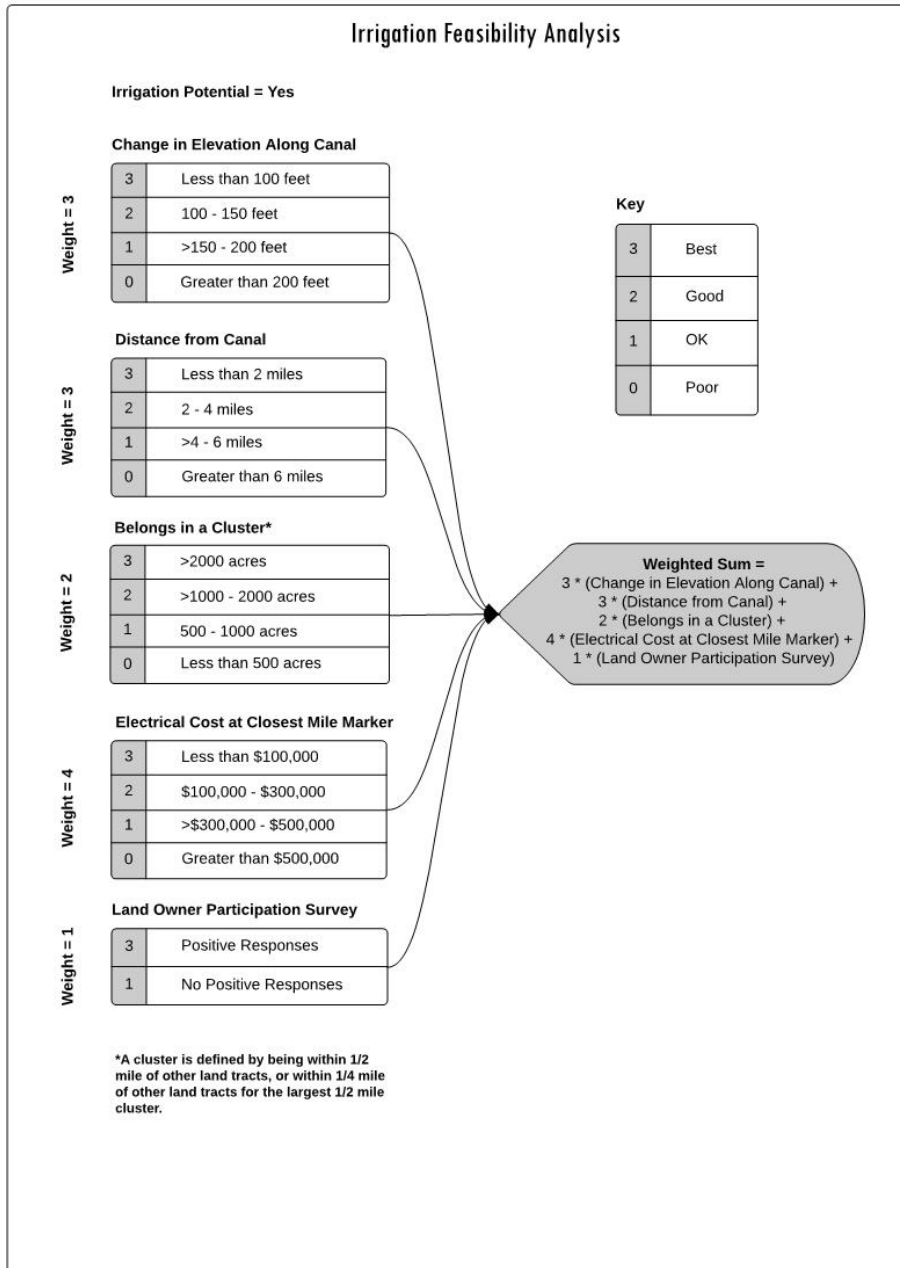 Irrigation Feasibility Analysis
Irrigation Potential = Yes
Change in Elevation Along Canal
Weight = 3
3 Less than 100 feet
2 100 - 150 feet
1 >150 - 200 feet
0 Greater than 200 feet
Distance from Canal
Weight = 3
3 Less than 2 miles
2 2 - 4 miles
1 >4 - 6 miles
0 Greater than 6 miles
Belongs in a Cluster*
Weight = 2
3 >2000 acres
2 >1000 - 2000 acres
1 500 - 1000 acres
0 Less than 500 acres
Electrical Cost at Closest Mile Marker
Weight = 4
3 Less than $100,000
2 $100,000 - $300,000
1 >$300,000 - $500,000
0 Greater than $500,000
Land Owner Participation Survey
Weight = 1
3 Positive Responses
1 No Positive Responses
*A cluster is defined by being within 1/2
mile of other land tracts, or within 1/4 mile
of other land tracts for the largest 1/2 mile
cluster.
Key
3 Best
2 Good
1 OK
0 Poor
Weighted Sum =
3 * (Change in Elevation Along Canal) +
3 * (Distance from Canal) +
2 * (Belongs in a Cluster) +
4 * (Electrical Cost at Closest Mile Marker) +
1 * (Land Owner Participation Survey)